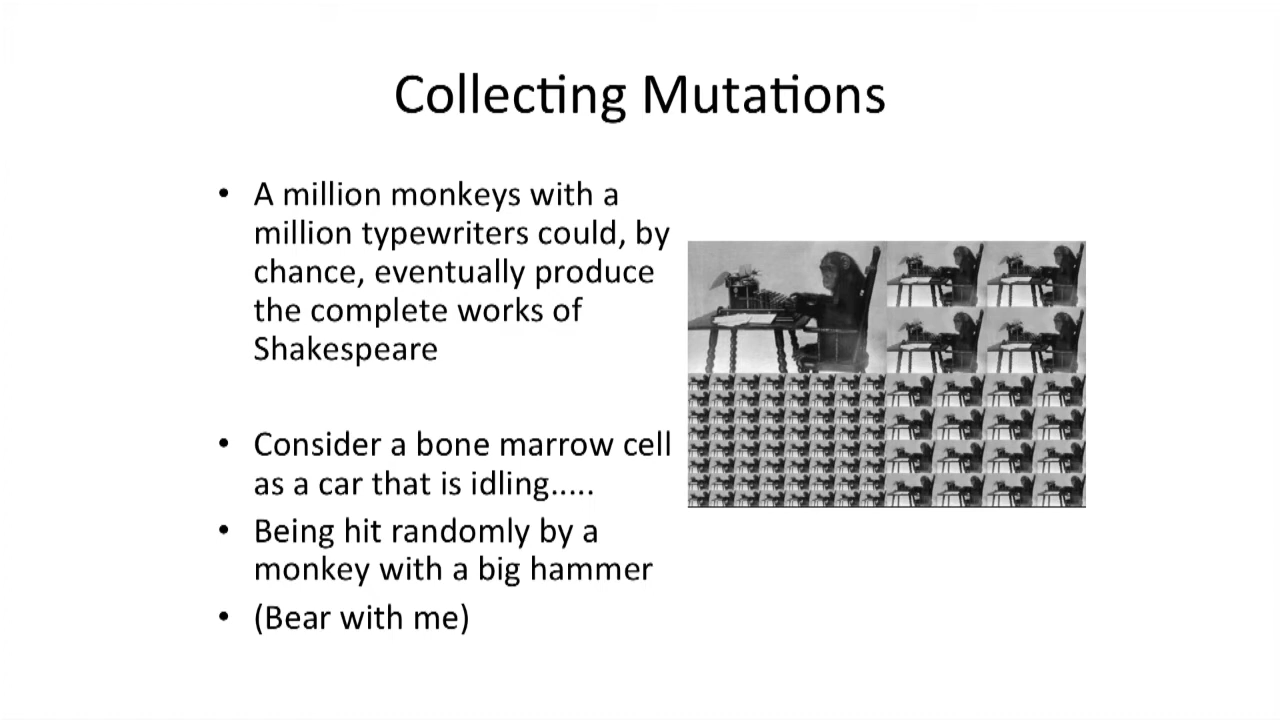 Collecting Mutations
• A million monkeys with a
million typewriters could, by
chance, eventually produce
the complete works of
Shakespeare
• Consider a bone marrow cell
as a car that is idling.....
• Being hit randomly by a
monkey with a big hammer
• (Bear with me)